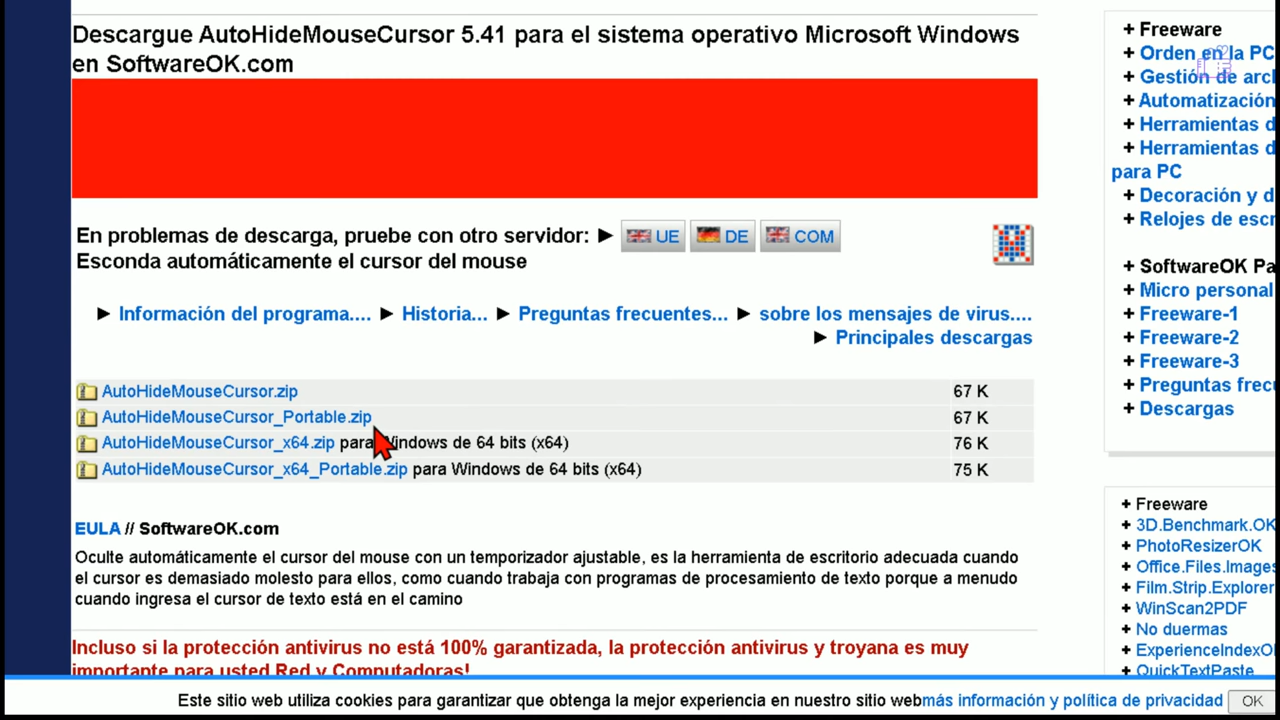 Descargue AutoHideMouseCursor 5.41 para el sistema operativo Microsoft Windows
en SoftwareOK.com
En problemas de descarga, pruebe con otro servidor: ► UE DE COM
Esconda automáticamente el cursor del mouse
► Información del programa.... ► Historia... ► Preguntas frecuentes... ► sobre los mensajes de virus....
► Principales descargas
AutoHideMouseCursor.zip 67 K
AutoHideMouseCursor_Portable.zip 67 K
AutoHideMouseCursor_x64.zip para Windows de 64 bits (x64) 76 K
AutoHideMouseCursor_x64_Portable.zip para Windows de 64 bits (x64) 75 K
EULA // SoftwareOK.com
Oculte automáticamente el cursor del mouse con un temporizador ajustable, es la herramienta de escritorio adecuada cuando
el cursor es demasiado molesto para ellos, como cuando trabaja con programas de procesamiento de texto porque a menudo
cuando ingresa el cursor de texto está en el camino
Incluso si la protección antivirus no está 100% garantizada, la protección antivirus y troyana es muy
importante para usted Red y Computadoras!
+ Freeware
+ Orden en la PC
+ Gestión de arc
+ Automatización
+ Herramientas d
+ Herramientas d
para PC
+ Decoración y d
+ Relojes de escr
+ SoftwareOK Pa
+ Micro personal
+ Freeware-1
+ Freeware-2
+ Freeware-3
+ Preguntas frecu
+ Descargas
+ Freeware
+ 3D.Benchmark.OK
+ PhotoResizerOK
+ Office.Files.Images
+ Film.Strip.Explorer
+ WinScan2PDF
+ No duermas
+ ExperienceIndexO
+ QuickTextPaste
Este sitio web utiliza cookies para garantizar que obtenga la mejor experiencia en nuestro sitio webmás información y política de privacidad OK